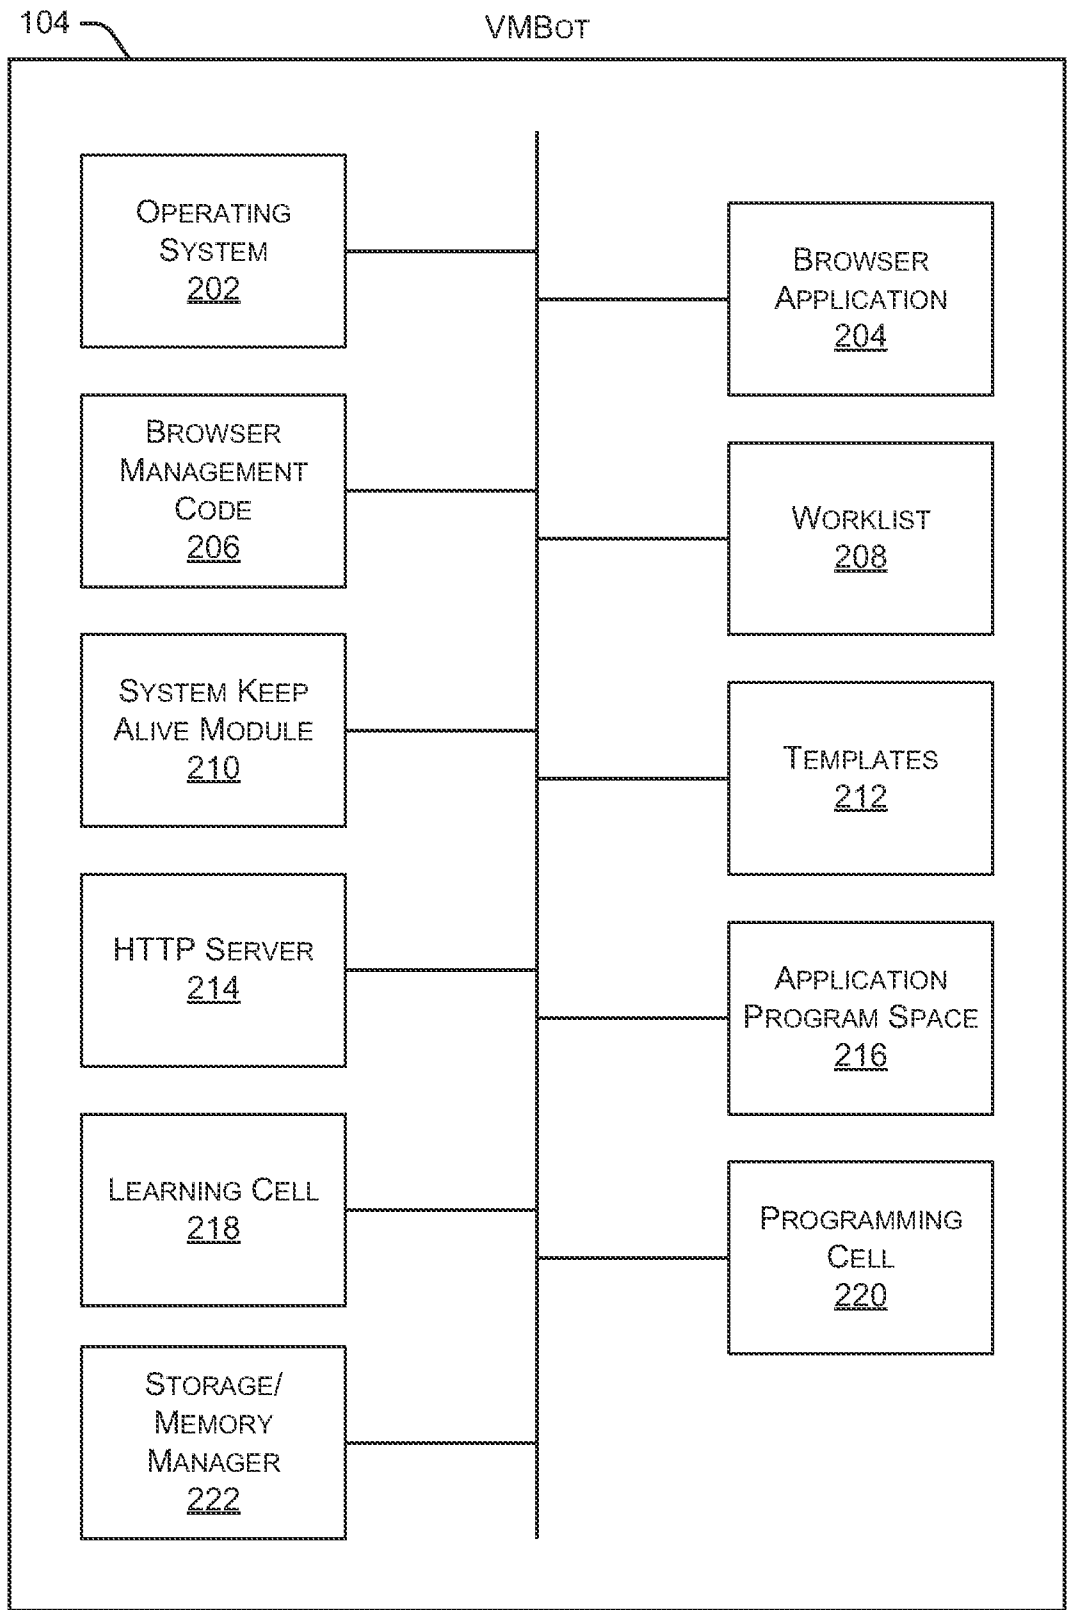 104
VMBot
Operating
System
202
Browser
Application
204
Browser
Management
Code
206
Worklist
208
System Keep
Alive Module
210
Templates
212
HTTP Server
214
Application
Program Space
216
Learning Cell
218
Programming
Cell
220
Storage/
Memory
Manager
222